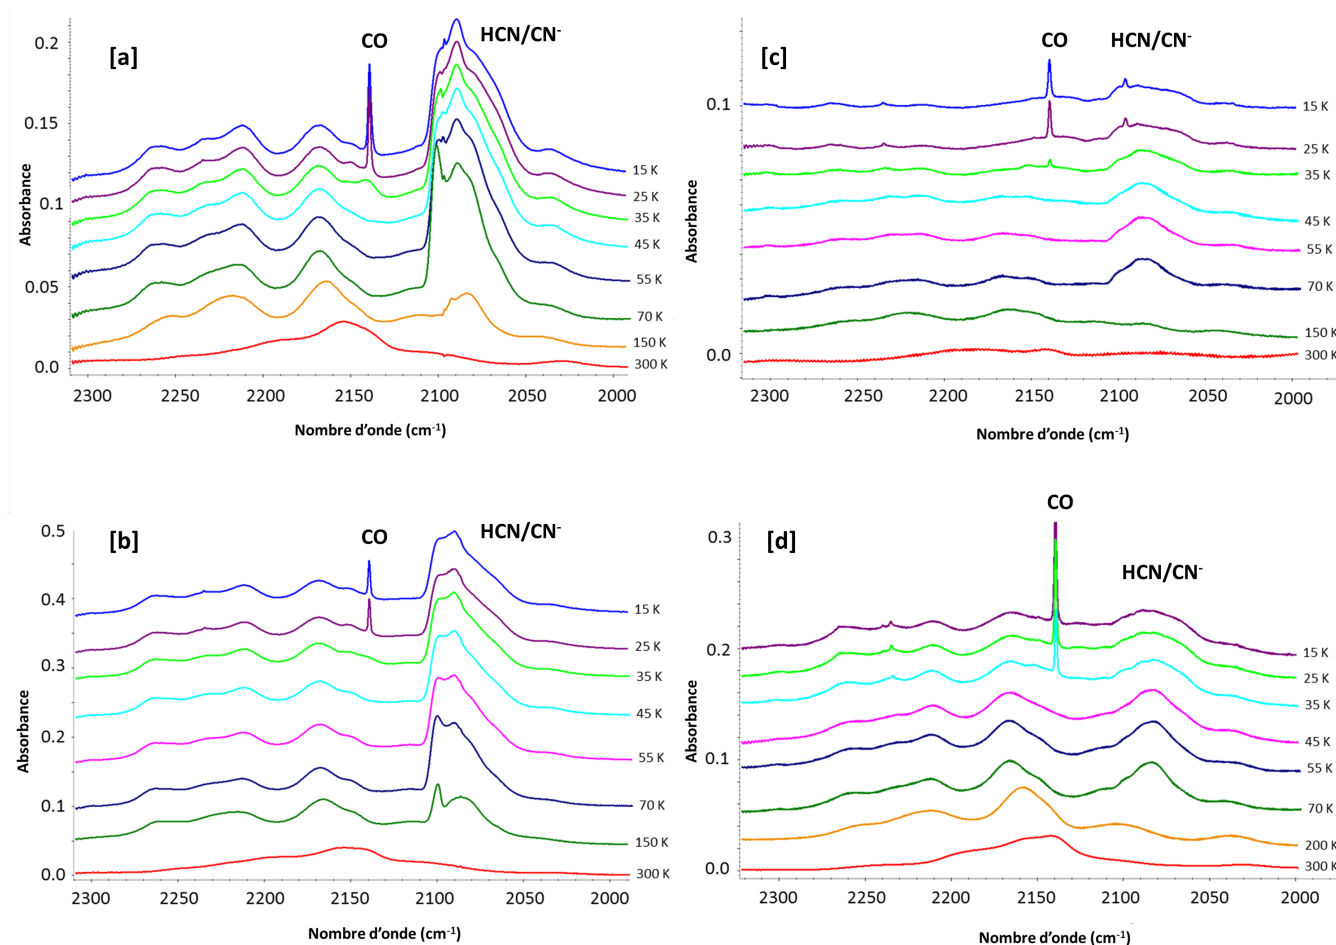 [a]
CO
HCN/CN-
0.2
0.15
0.1
0.05
0.0
Absorbance
15 K
25 K
35 K
45 K
55 K
70 K
150 K
300 K
2300 2250 2200 2150 2100 2050 2000
Nombre d’onde (cm-1)
[c]
CO
HCN/CN-
0.1
0.0
Absorbance
15 K
25 K
35 K
45 K
55 K
70 K
150 K
300 K
2300 2250 2200 2150 2100 2050 2000
Nombre d’onde (cm-1)
[b]
CO
HCN/CN-
0.5
0.4
0.3
0.2
0.1
0.0
Absorbance
15 K
25 K
35 K
45 K
55 K
70 K
150 K
300 K
2300 2250 2200 2150 2100 2050 2000
Nombre d’onde (cm-1)
[d]
CO
HCN/CN-
0.3
0.2
0.1
0.0
Absorbance
15 K
25 K
35 K
45 K
55 K
70 K
200 K
300 K
2300 2250 2200 2150 2100 2050 2000
Nombre d’onde (cm-1)